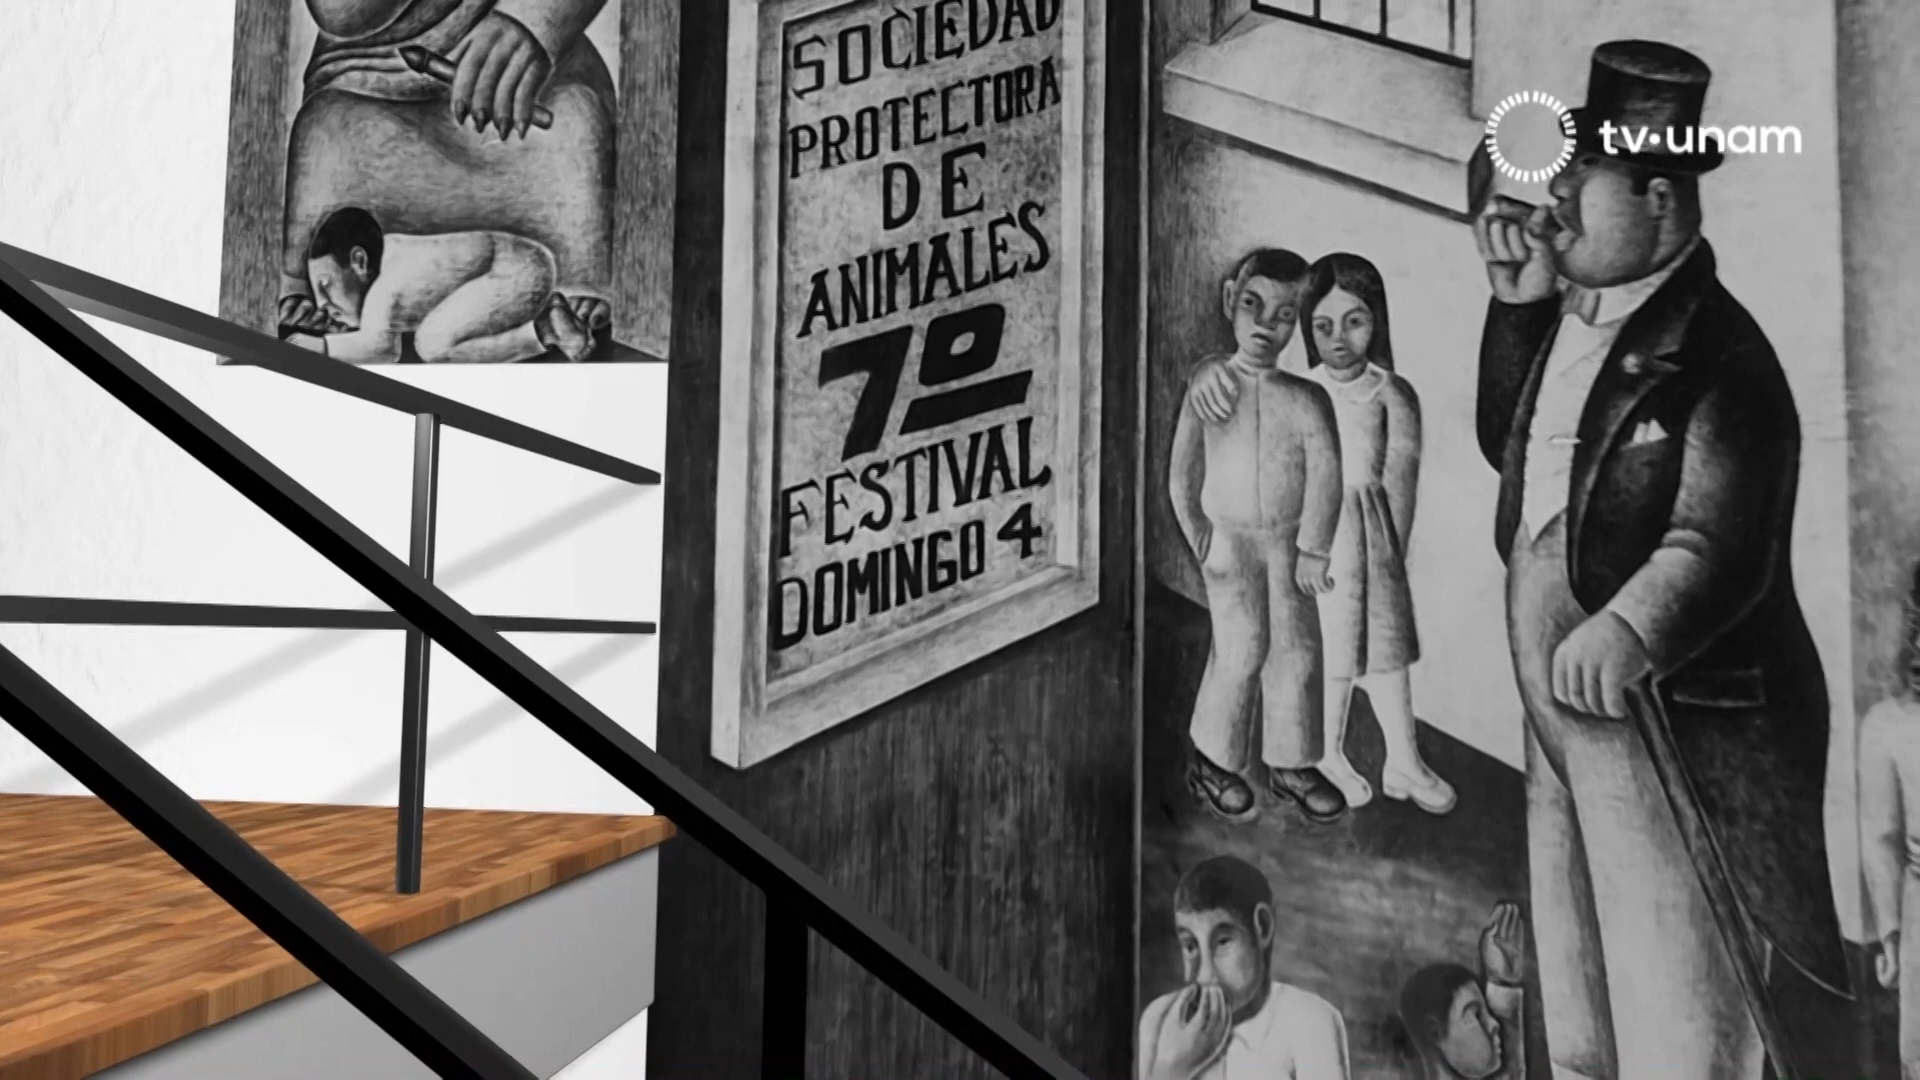 SOCIEDAD
PROTECTORA
DE
ANIMALES
7º
FESTIVAL
DOMINGO 4
tv·unam